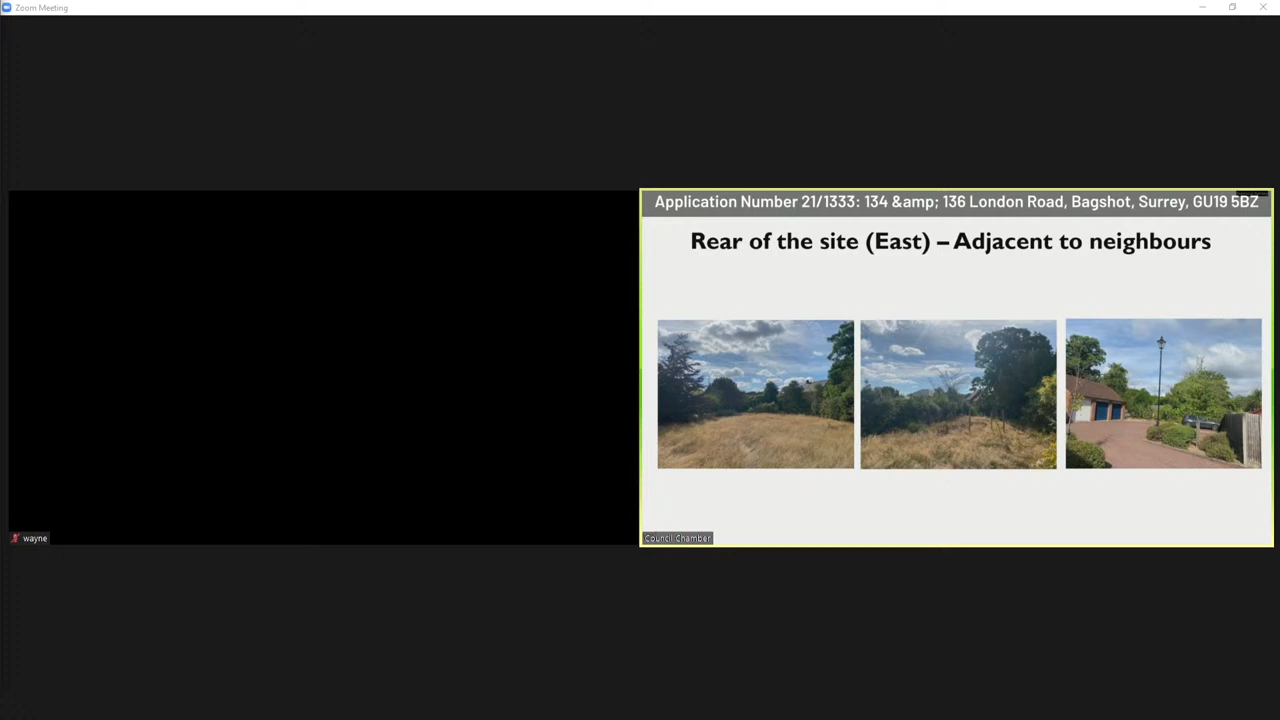 Zoom Meeting
Application Number 21/1333: 134 &amp; 136 London Road, Bagshot, Surrey, GU19 5BZ
Rear of the site (East) – Adjacent to neighbours
wayne
Council Chamber